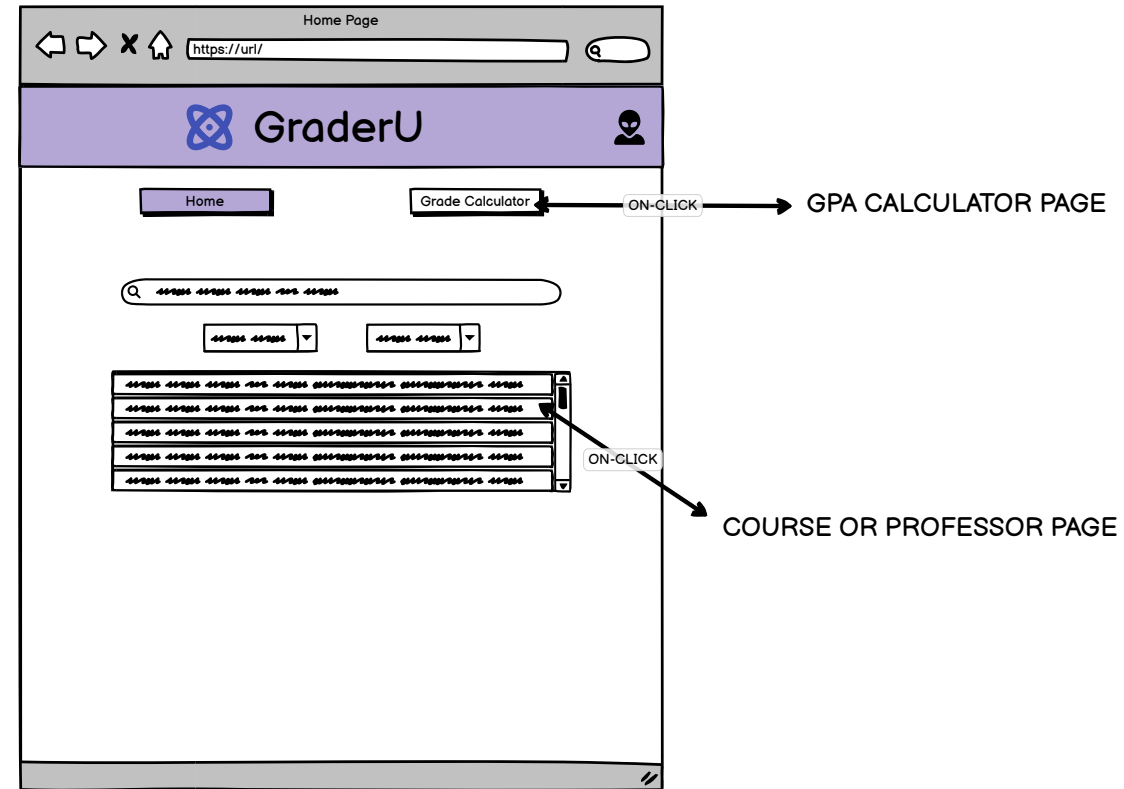 Home Page
https://url/
GraderU
Home
Grade Calculator
ON-CLICK
GPA CALCULATOR PAGE
ON-CLICK
COURSE OR PROFESSOR PAGE